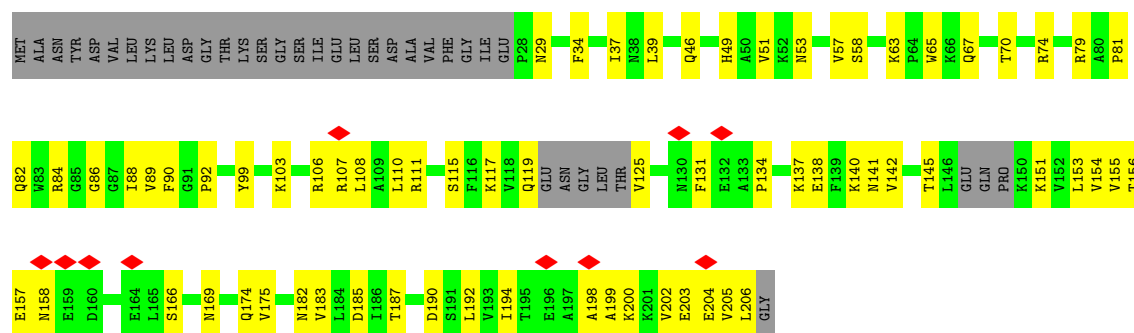 MET ALA ASN TYR ASP VAL LEU LYS LEU ASP GLY THR LYS SER GLY SER ILE GLU LEU SER ASP ALA VAL PHE GLY ILE GLU P28 N29 F34 I37 N38 L39 Q46 H49 A50 V51 K52 N53 V57 S58 K63 P64 W65 K66 Q67 T70 R74 R79 A80 P81
Q82 W83 R84 G85 G86 G87 I88 V89 F90 G91 P92 Y99 K103 R106 R107 L108 A109 L110 R111 S115 F116 K117 V118 Q119 GLU ASN GLY LEU THR V125 N130 F131 E132 A133 P134 K137 E138 F139 K140 N141 V142 T145 L146 GLU GLN PRO K150 K151 V152 L153 V154 V155 T156
E157 N158 E159 D160 E164 L165 S166 N169 Q174 V175 N182 V183 L184 D185 I186 T187 D190 S191 L192 V193 I194 T195 E196 A197 A198 A199 K200 K201 V202 E203 E204 V205 L206 GLY